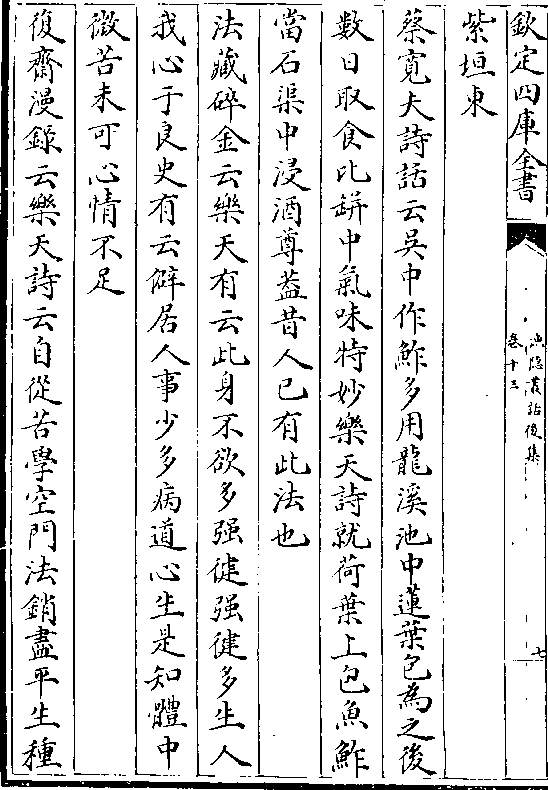 欽定四庫全書
漁隱叢話後集
卷十三
七
紫垣東
蔡寛夫詩話云吳中作鮓多用龍溪池中蓮葉包為之後
數日取食比缾中氣味特妙樂天詩就荷葉上包魚鮓
當石渠中浸酒尊葢昔人已有此法也
法藏碎金云樂天有云此身不欲多强健强健多生人
我心于良史有云僻居人事少多病道心生是知體中
微苦未可心情不足
復齋漫錄云樂天詩云自從苦學空門法銷盡平生種